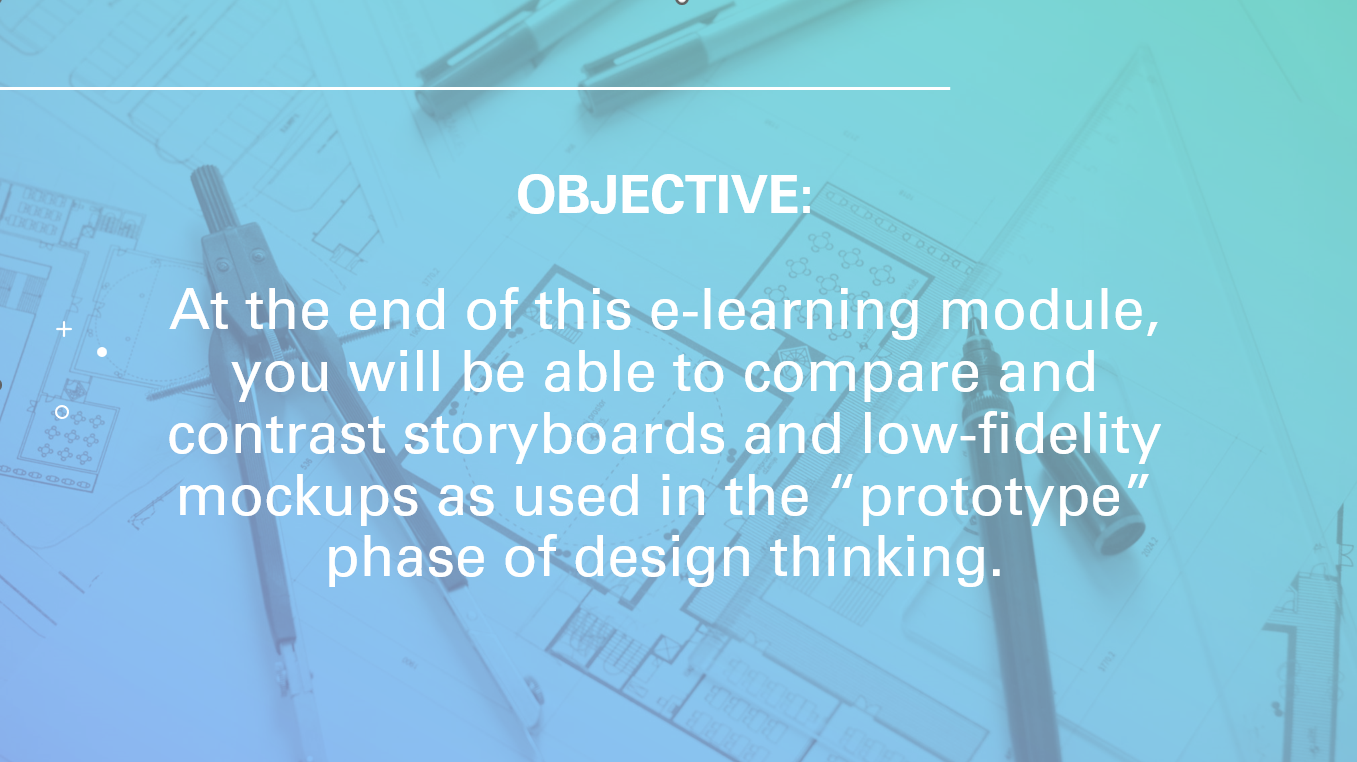 OBJECTIVE:
At the end of this e-learning module,
you will be able to compare and
contrast storyboards and low-fidelity
mockups as used in the “prototype”
phase of design thinking.